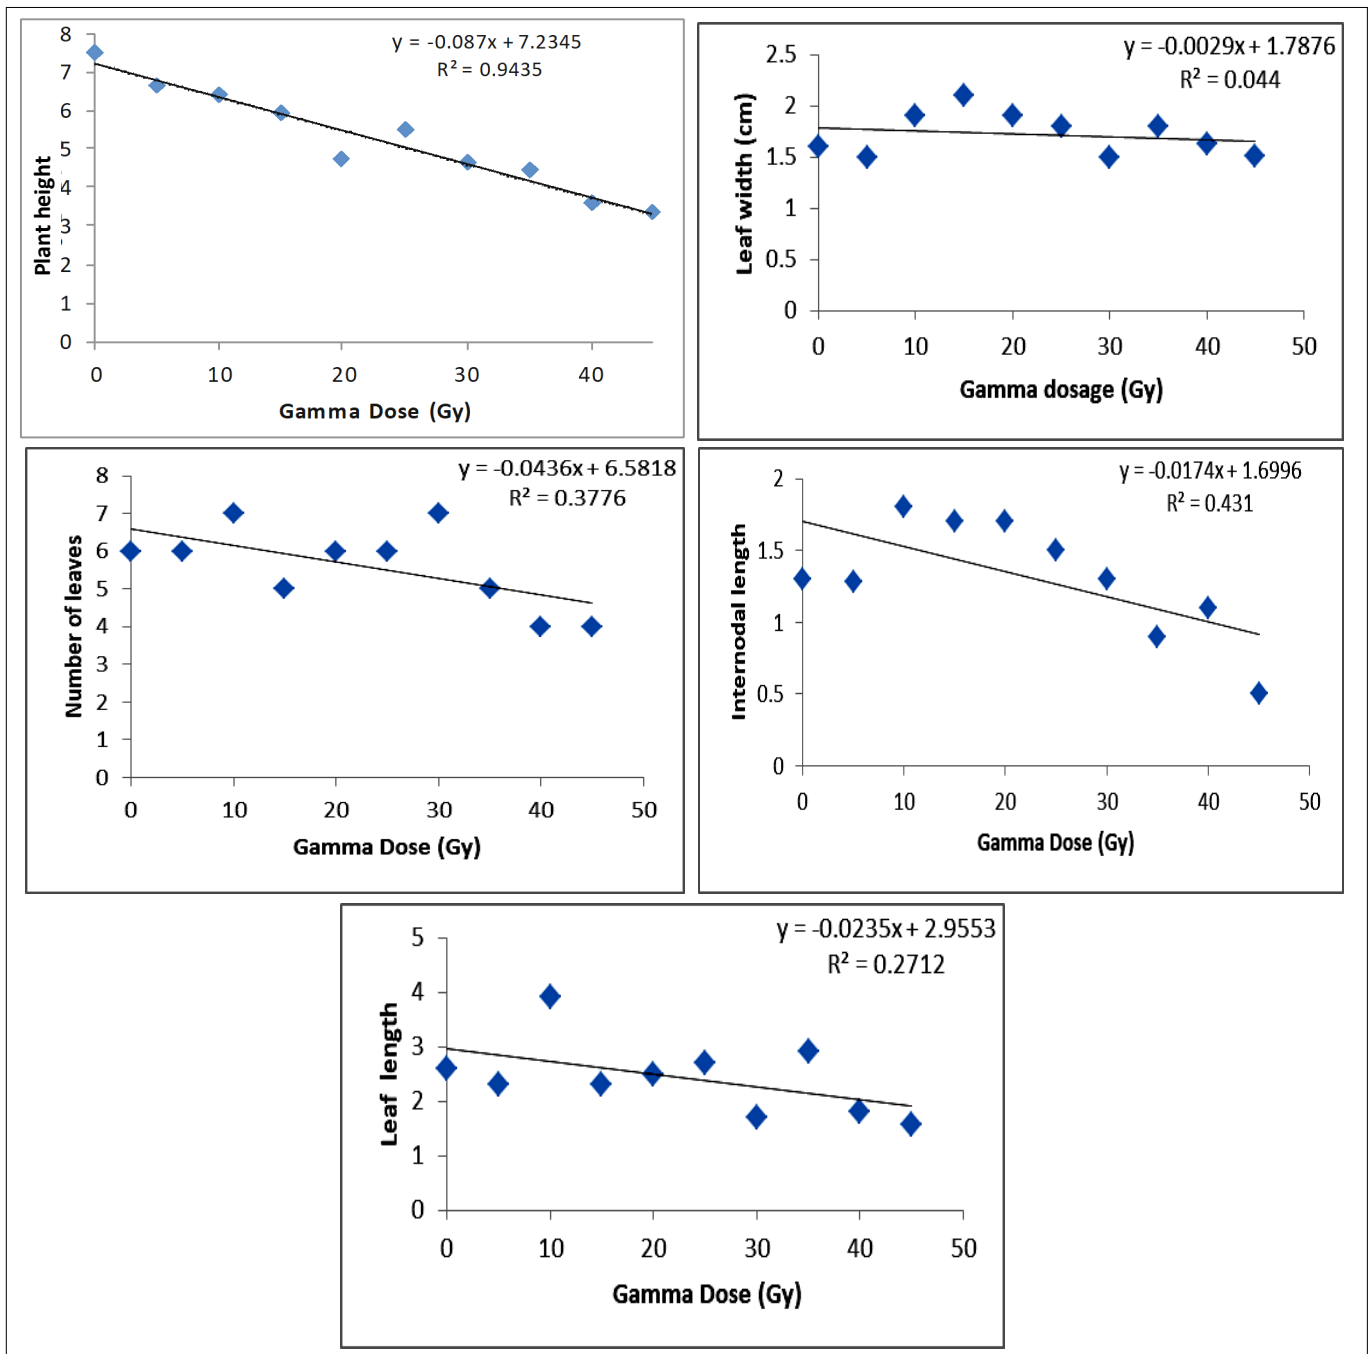 y = -0.087x + 7.2345
R² = 0.9435
8
7
6
5
4
3
2
1
0
Plant height
0 10 20 30 40
Gamma Dose (Gy)
y = -0.0029x + 1.7876
R² = 0.044
2.5
2
1.5
1
0.5
0
Leaf width (cm)
0 10 20 30 40 50
Gamma dosage (Gy)
y = -0.0436x + 6.5818
R² = 0.3776
8
7
6
5
4
3
2
1
0
Number of leaves
0 10 20 30 40 50
Gamma Dose (Gy)
y = -0.0174x + 1.6996
R² = 0.431
2
1.5
1
0.5
0
Internodal length
0 10 20 30 40 50
Gamma Dose (Gy)
y = -0.0235x + 2.9553
R² = 0.2712
5
4
3
2
1
0
Leaf length
0 10 20 30 40 50
Gamma Dose (Gy)